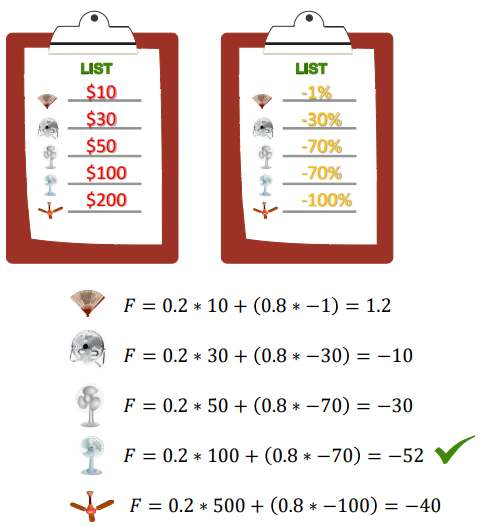 LIST
$10
$30
$50
$100
$200
LIST
-1%
-30%
-70%
-70%
-100%
F = 0.2 * 10 + (0.8 * −1) = 1.2
F = 0.2 * 30 + (0.8 * −30) = −10
F = 0.2 * 50 + (0.8 * −70) = −30
F = 0.2 * 100 + (0.8 * −70) = −52
F = 0.2 * 500 + (0.8 * −100) = −40